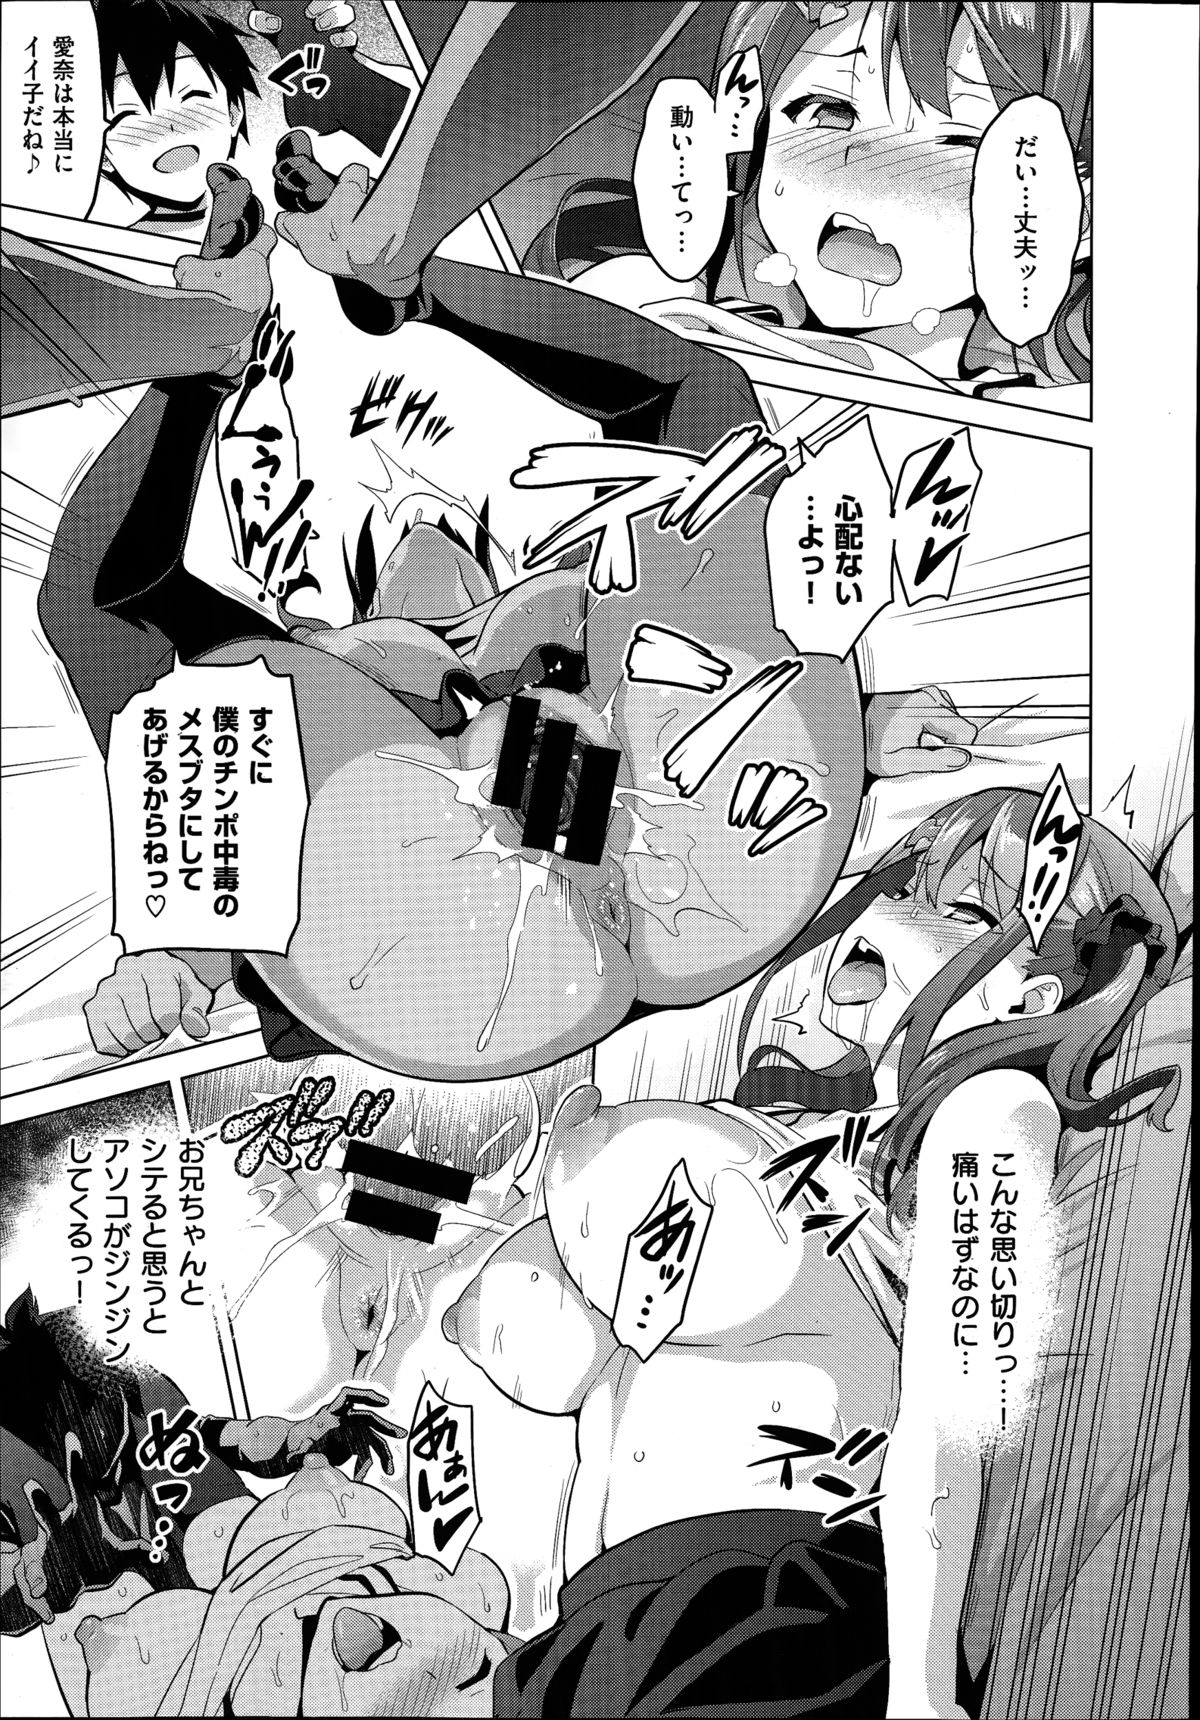 だい…丈夫ッ…
んっ…
動い…てっ…
愛奈は本当に
イイ子だね♪
ぐっ
んッ
心配ない
…よっ！
すぐに
僕のチンポ中毒の
メスブタにして
あげるからねっ♡
んっ!!
こんな思い切りっ…！
痛いはずなのに…
あッ…
お兄ちゃんと
シテると思うと
アソコがジンジン
してくるっ！
あぁん♥
ぬっ…